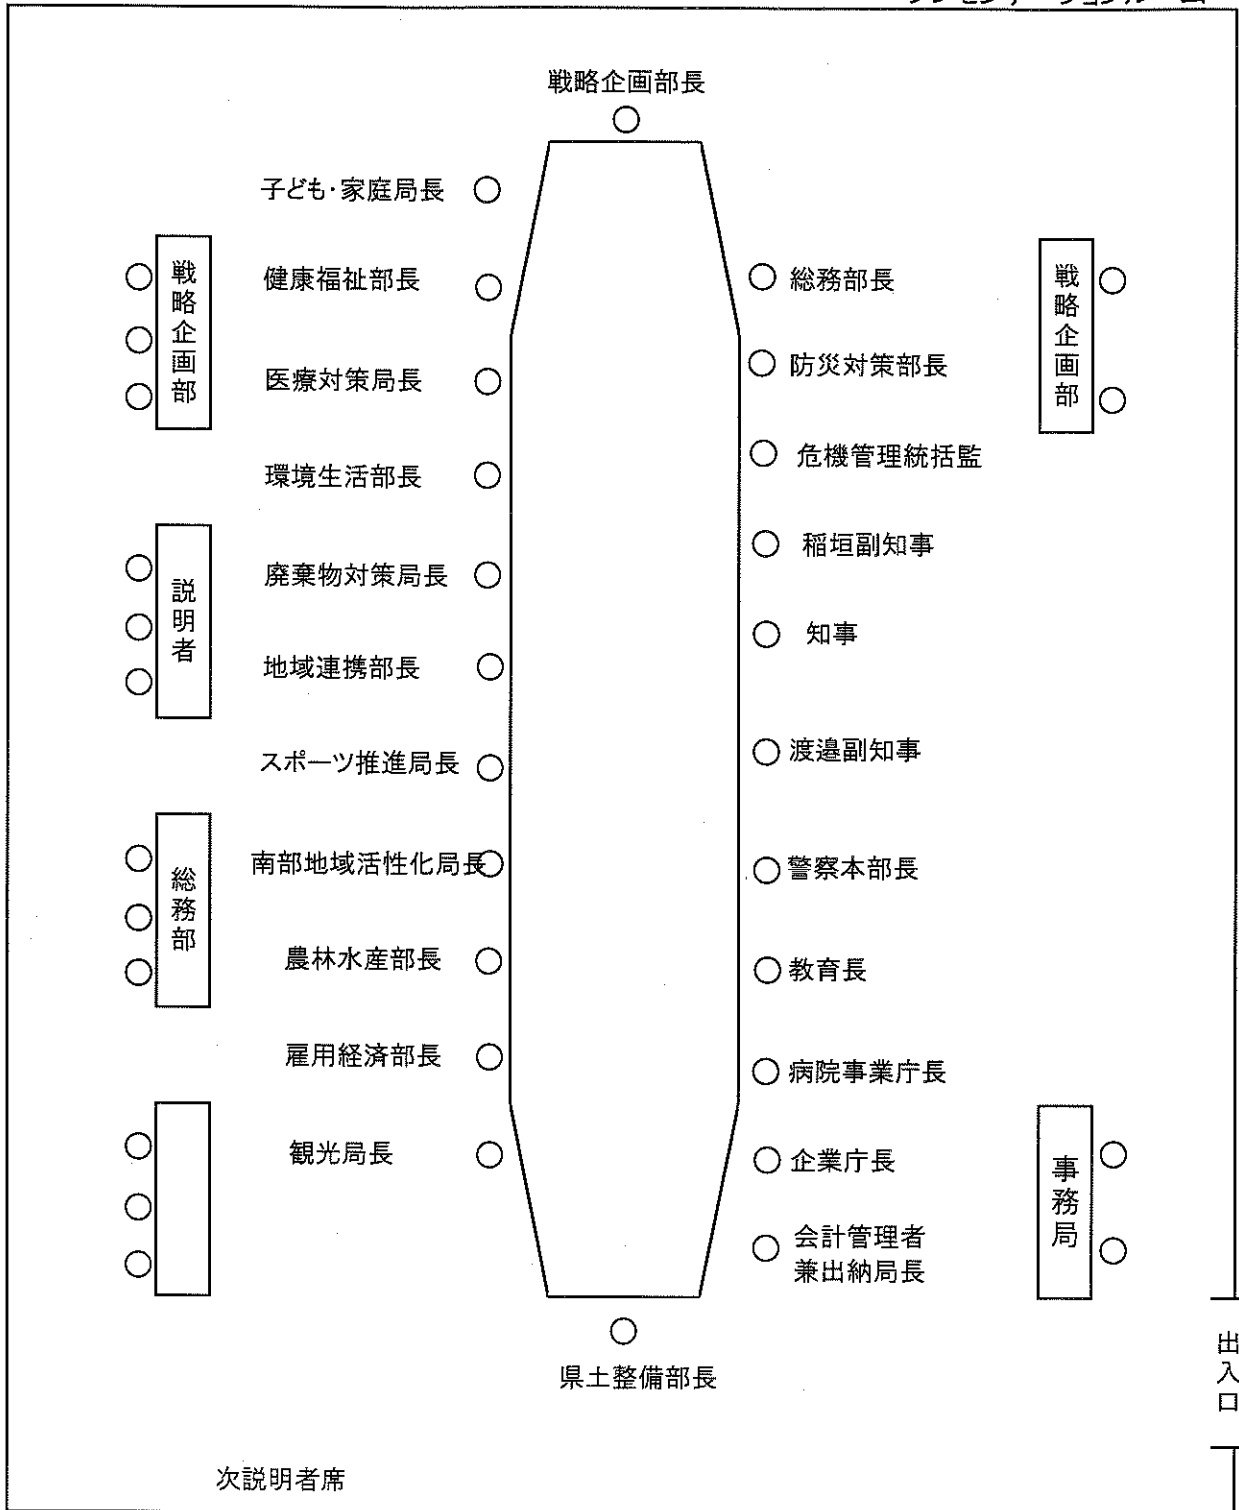 戦略企画部長
子ども・家庭局長
健康福祉部長
医療対策局長
環境生活部長
廃棄物対策局長
地域連携部長
スポーツ推進局長
南部地域活性化局長
農林水産部長
雇用経済部長
観光局長
総務部長
防災対策部長
危機管理統括監
稲垣副知事
知事
渡邉副知事
警察本部長
教育長
病院事業庁長
企業庁長
会計管理者
兼出納局長
県土整備部長
戦略企画部
説明者
総務部
戦略企画部
事務局
出入口
次説明者席